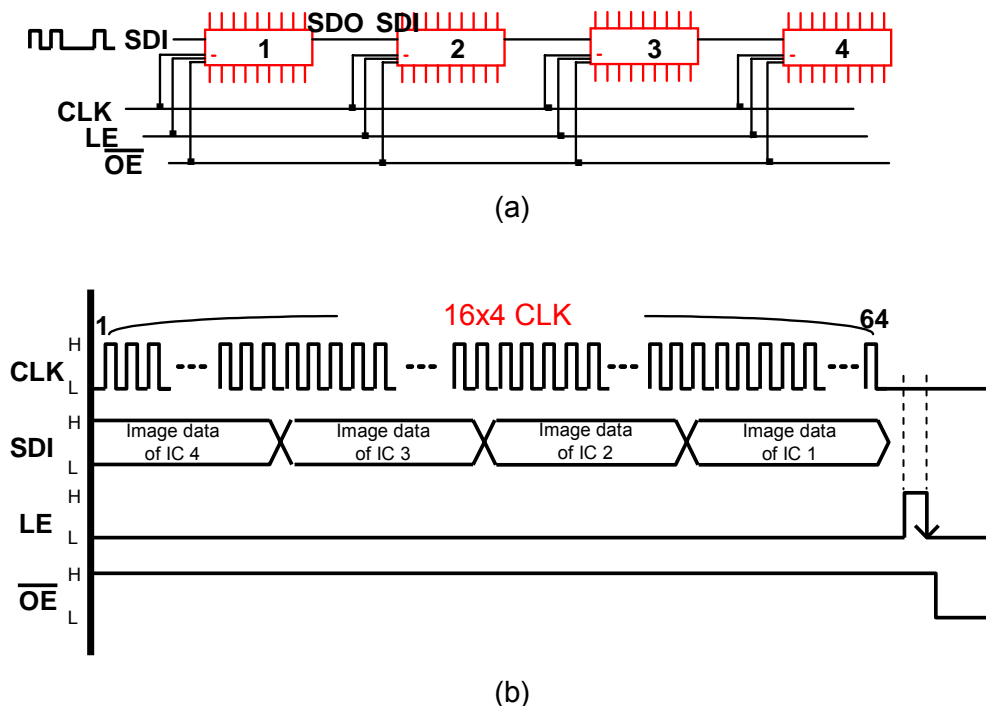 SDO SDI
SDI 1 2 3 4
CLK
LE
OE
(a)
16x4 CLK
1 64
H
CLK
L
H
SDI
L
Image data of IC 4
Image data of IC 3
Image data of IC 2
Image data of IC 1
H
LE
L
H
OE
L
(b)